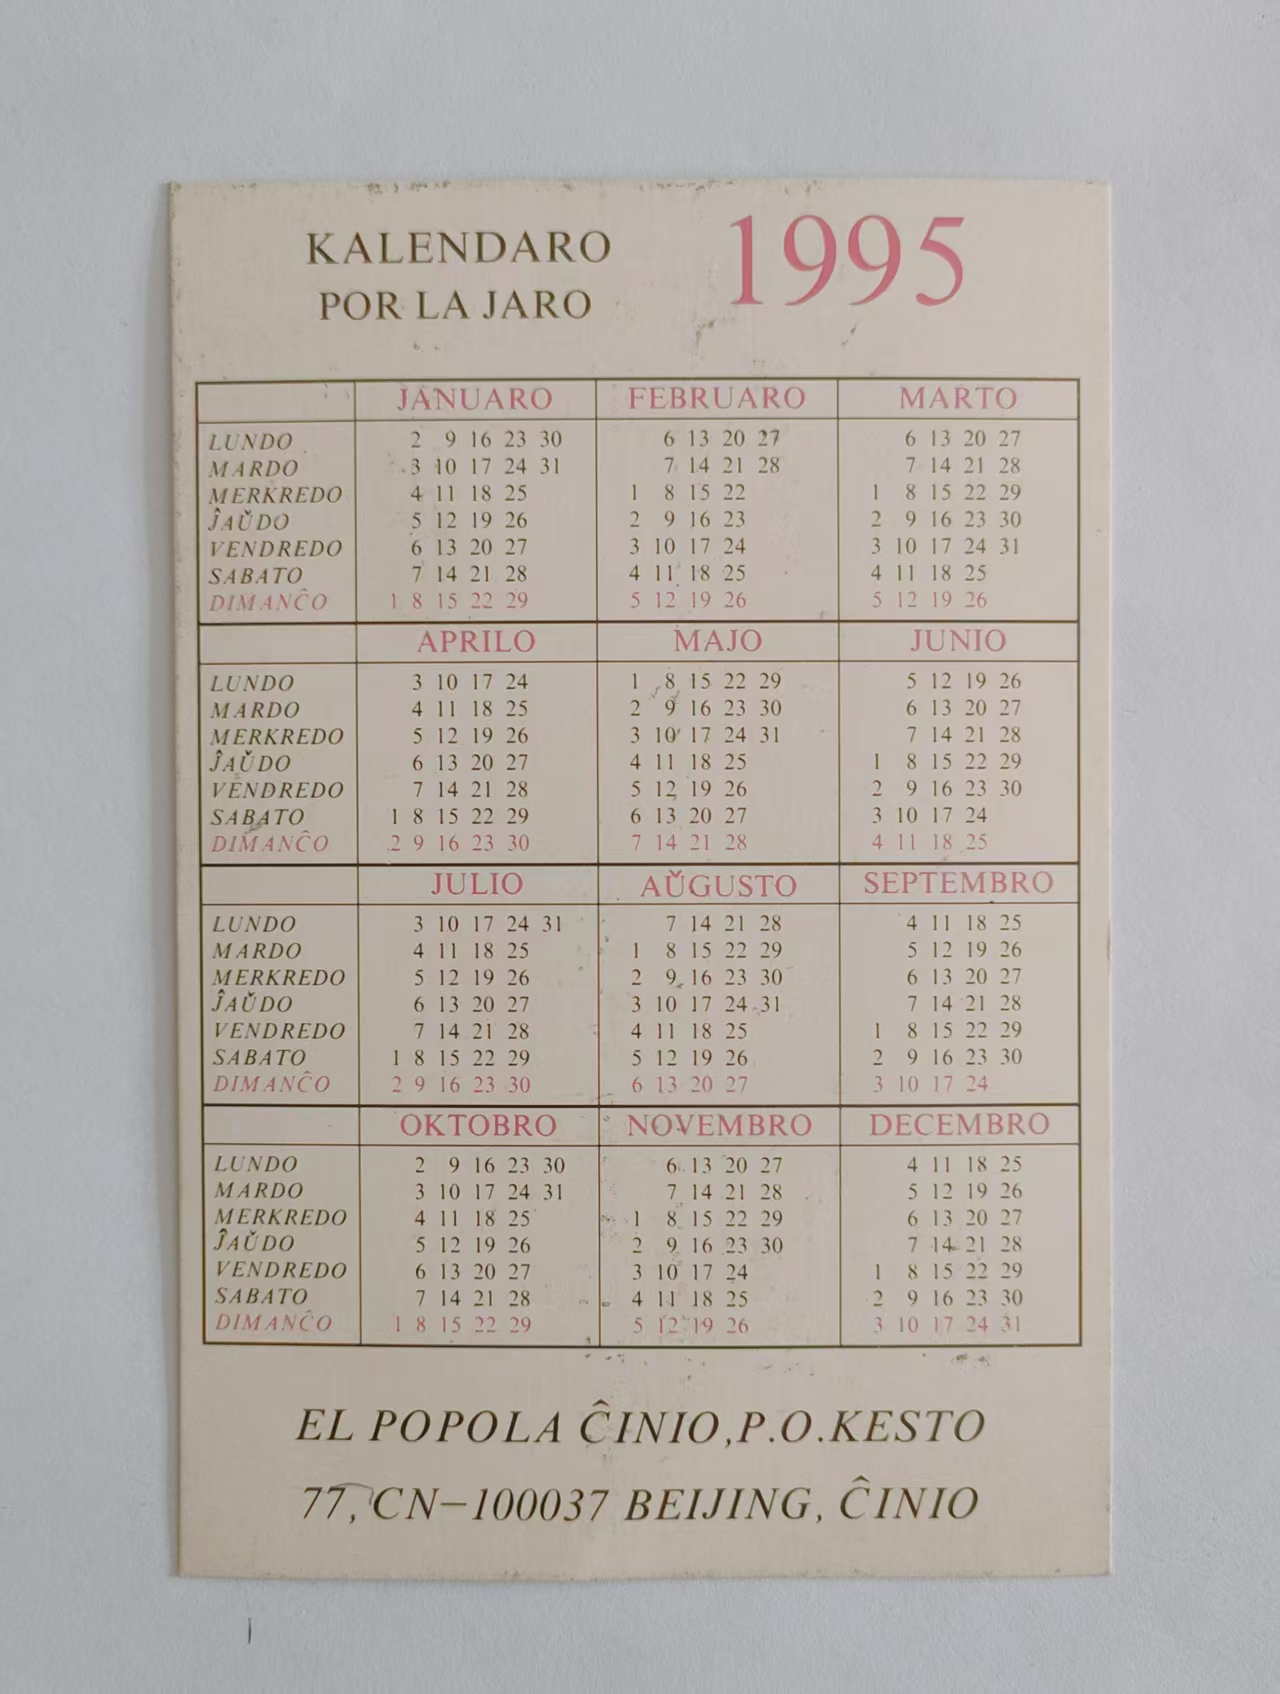 KALENDARO
POR LA JARO
1995
JANUARO FEBRUARO MARTO
LUNDO 2 9 16 23 30 6 13 20 27 6 13 20 27
MARDO 3 10 17 24 31 7 14 21 28 7 14 21 28
MERKREDO 4 11 18 25 1 8 15 22 1 8 15 22 29
ĴAǓDO 5 12 19 26 2 9 16 23 2 9 16 23 30
VENDREDO 6 13 20 27 3 10 17 24 3 10 17 24 31
SABATO 7 14 21 28 4 11 18 25 4 11 18 25
DIMANĈO 1 8 15 22 29 5 12 19 26 5 12 19 26
APRILO MAJO JUNIO
LUNDO 3 10 17 24 1 8 15 22 29 5 12 19 26
MARDO 4 11 18 25 2 9 16 23 30 6 13 20 27
MERKREDO 5 12 19 26 3 10 17 24 31 7 14 21 28
ĴAǓDO 6 13 20 27 4 11 18 25 1 8 15 22 29
VENDREDO 7 14 21 28 5 12 19 26 2 9 16 23 30
SABATO 1 8 15 22 29 6 13 20 27 3 10 17 24
DIMANĈO 2 9 16 23 30 7 14 21 28 4 11 18 25
JULIO AǓGUSTO SEPTEMBRO
LUNDO 3 10 17 24 31 7 14 21 28 4 11 18 25
MARDO 4 11 18 25 1 8 15 22 29 5 12 19 26
MERKREDO 5 12 19 26 2 9 16 23 30 6 13 20 27
ĴAǓDO 6 13 20 27 3 10 17 24 31 7 14 21 28
VENDREDO 7 14 21 28 4 11 18 25 1 8 15 22 29
SABATO 1 8 15 22 29 5 12 19 26 2 9 16 23 30
DIMANĈO 2 9 16 23 30 6 13 20 27 3 10 17 24
OKTOBRO NOVEMBRO DECEMBRO
LUNDO 2 9 16 23 30 6 13 20 27 4 11 18 25
MARDO 3 10 17 24 31 7 14 21 28 5 12 19 26
MERKREDO 4 11 18 25 1 8 15 22 29 6 13 20 27
ĴAǓDO 5 12 19 26 2 9 16 23 30 7 14 21 28
VENDREDO 6 13 20 27 3 10 17 24 1 8 15 22 29
SABATO 7 14 21 28 4 11 18 25 2 9 16 23 30
DIMANĈO 1 8 15 22 29 5 12 19 26 3 10 17 24 31
EL POPOLA ĈINIO,P.O.KESTO
77, CN-100037 BEIJING, ĈINIO